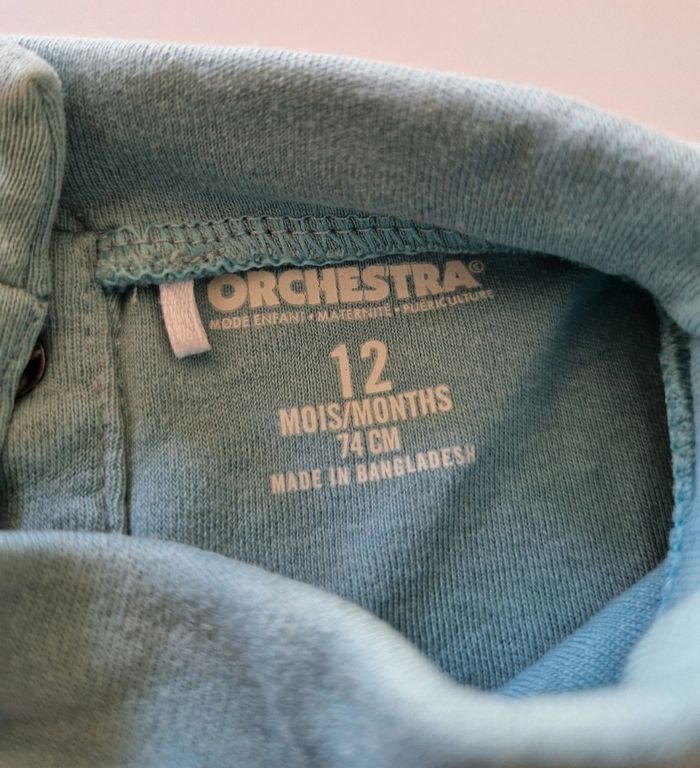 ORCHESTRA©
MODE ENFANT • MATERNITÉ • PUÉRICULTURE
12
MOIS/MONTHS
74 CM
MADE IN BANGLADESH